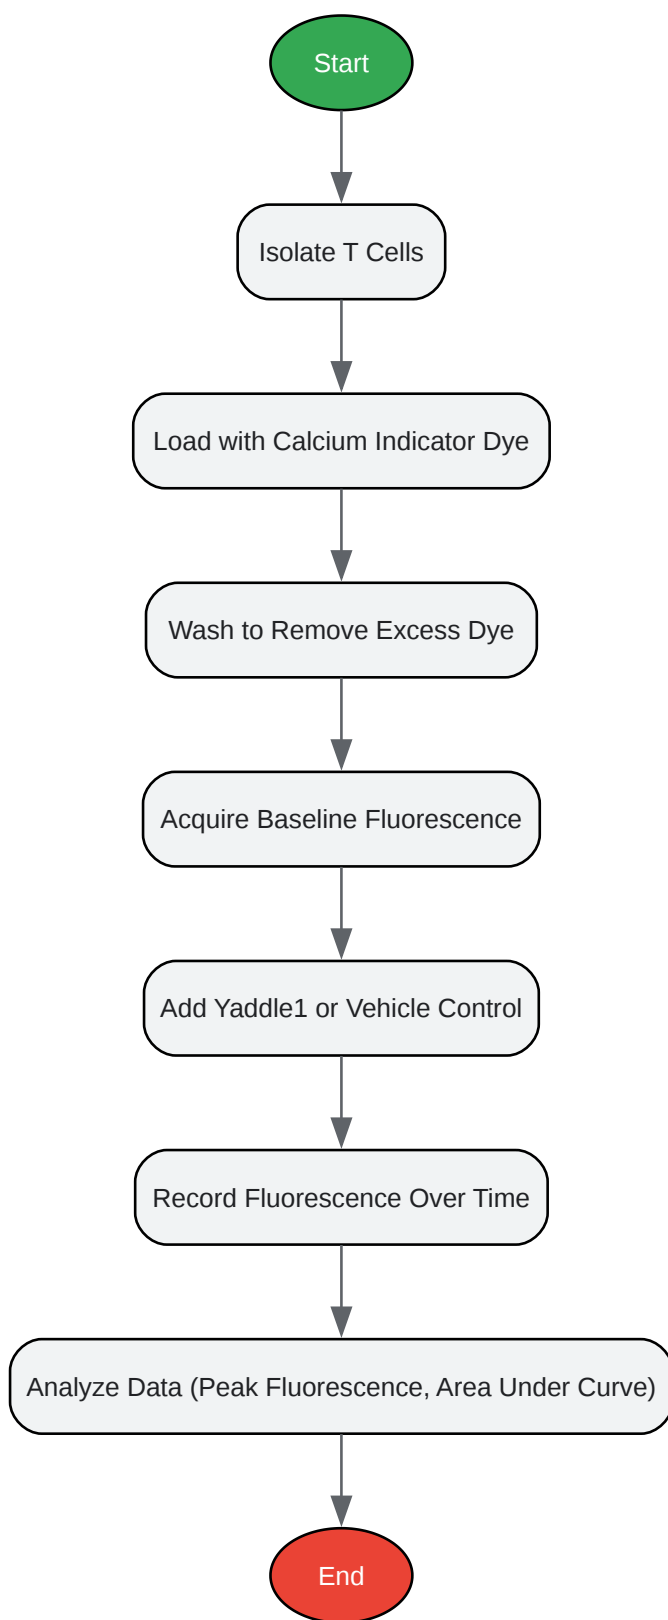 Start
Isolate T Cells
Load with Calcium Indicator Dye
Wash to Remove Excess Dye
Acquire Baseline Fluorescence
Add Yaddle1 or Vehicle Control
Record Fluorescence Over Time
Analyze Data (Peak Fluorescence, Area Under Curve)
End